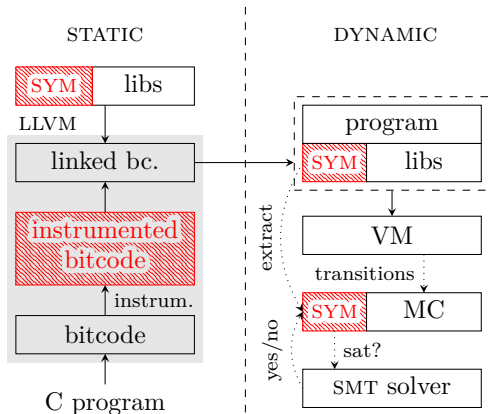 STATIC
DYNAMIC
SYM libs
LLVM
linked bc.
instrumented
bitcode
instrum.
bitcode
C program
program
SYM libs
extract
VM
transitions
SYM MC
yes/no
sat?
SMT solver